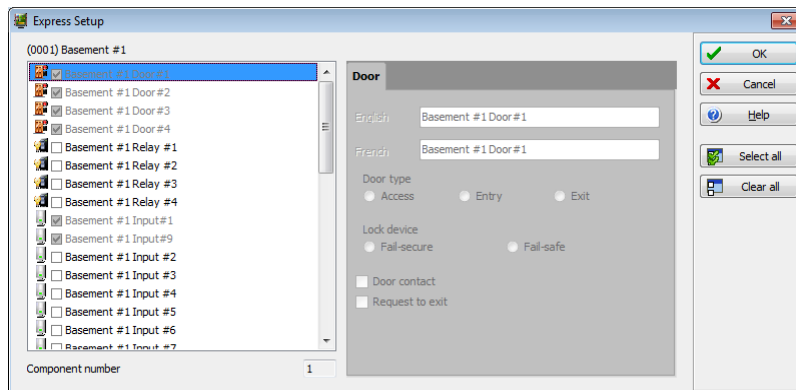 Express Setup
(0001) Basement #1
Basement #1 Door#1
Basement #1 Door#2
Basement #1 Door#3
Basement #1 Door#4
Basement #1 Relay #1
Basement #1 Relay #2
Basement #1 Relay #3
Basement #1 Relay #4
Basement #1 Input#1
Basement #1 Input#9
Basement #1 Input #2
Basement #1 Input #3
Basement #1 Input #4
Basement #1 Input #5
Basement #1 Input #6
Basement #1 Input #7
Component number 1
Door
English Basement #1 Door#1
French Basement #1 Door#1
Door type
Access Entry Exit
Lock device
Fail-secure Fail-safe
Door contact
Request to exit
OK
Cancel
Help
Select all
Clear all